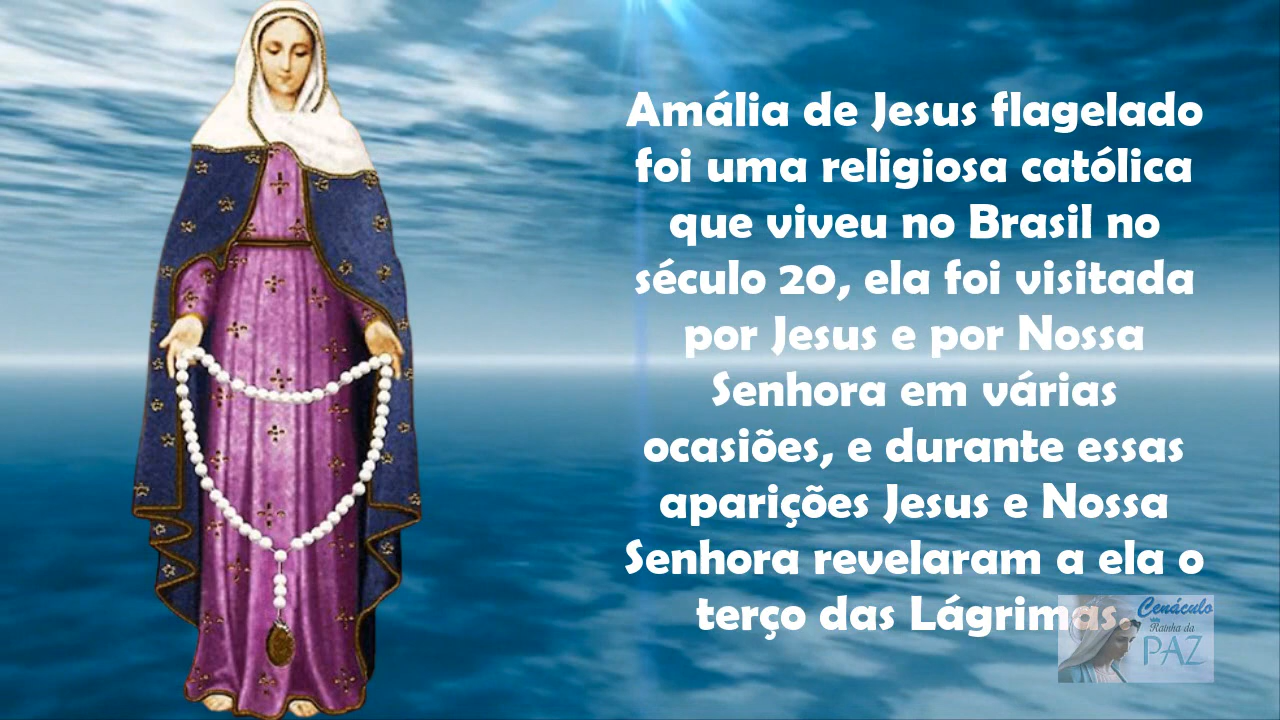 Amália de Jesus flagelado
foi uma religiosa católica
que viveu no Brasil no
século 20, ela foi visitada
por Jesus e por Nossa
Senhora em várias
ocasiões, e durante essas
aparições Jesus e Nossa
Senhora revelaram a ela o
terço das Lágrimas.
Cenáculo
Rainha da
PAZ